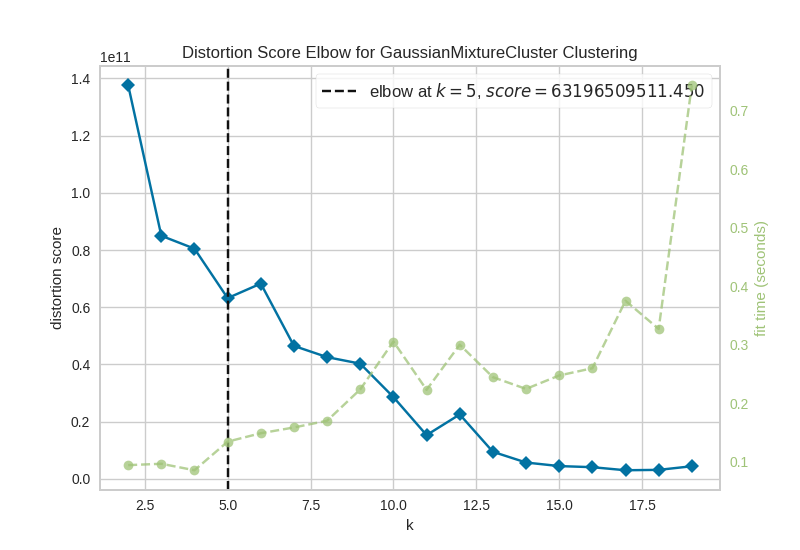 Distortion Score Elbow for GaussianMixtureCluster Clustering
1e11
elbow at k = 5, score = 63196509511.450
1.4
1.2
1.0
0.8
0.6
0.4
0.2
0.0
distortion score
0.7
0.6
0.5
0.4
0.3
0.2
0.1
fit time (seconds)
2.5 5.0 7.5 10.0 12.5 15.0 17.5
k